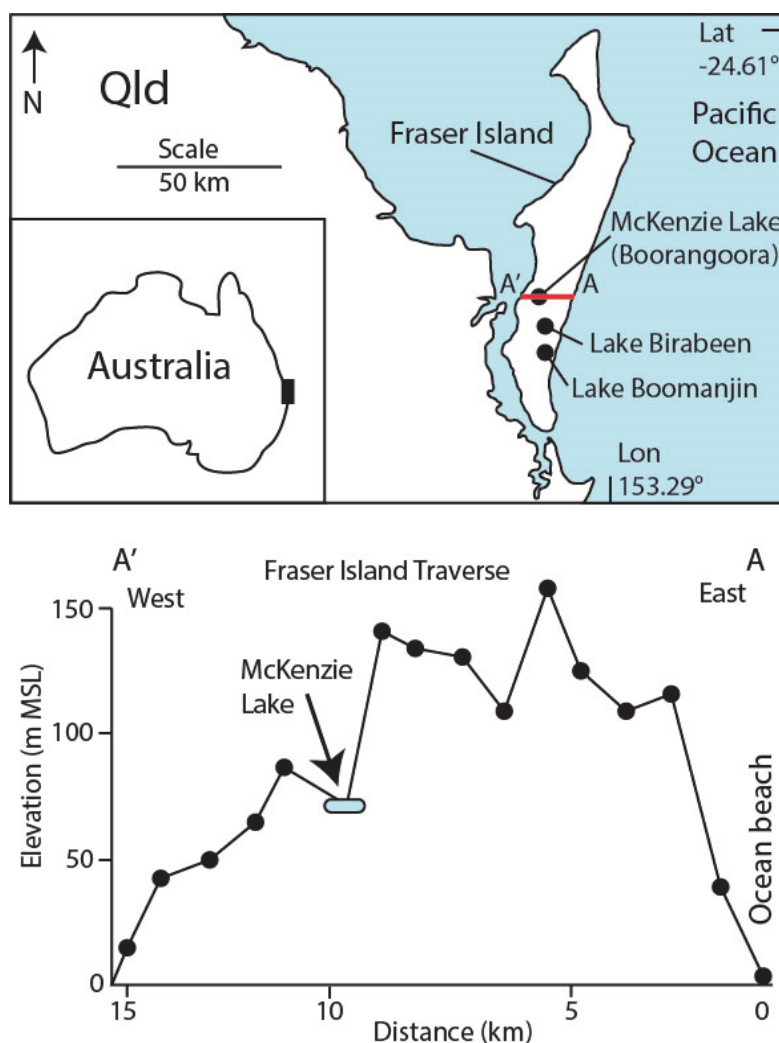 Lat
-24.61°
N
Qld
Pacific
Ocean
Scale
50 km
Fraser Island
McKenzie Lake
(Boorangoora)
A'
A
Australia
Lake Birabeen
Lake Boomanjin
Lon
153.29°
A'
A
West
Fraser Island Traverse
East
150
McKenzie
Lake
100
Elevation (m MSL)
50
Ocean beach
0
15
10
5
0
Distance (km)